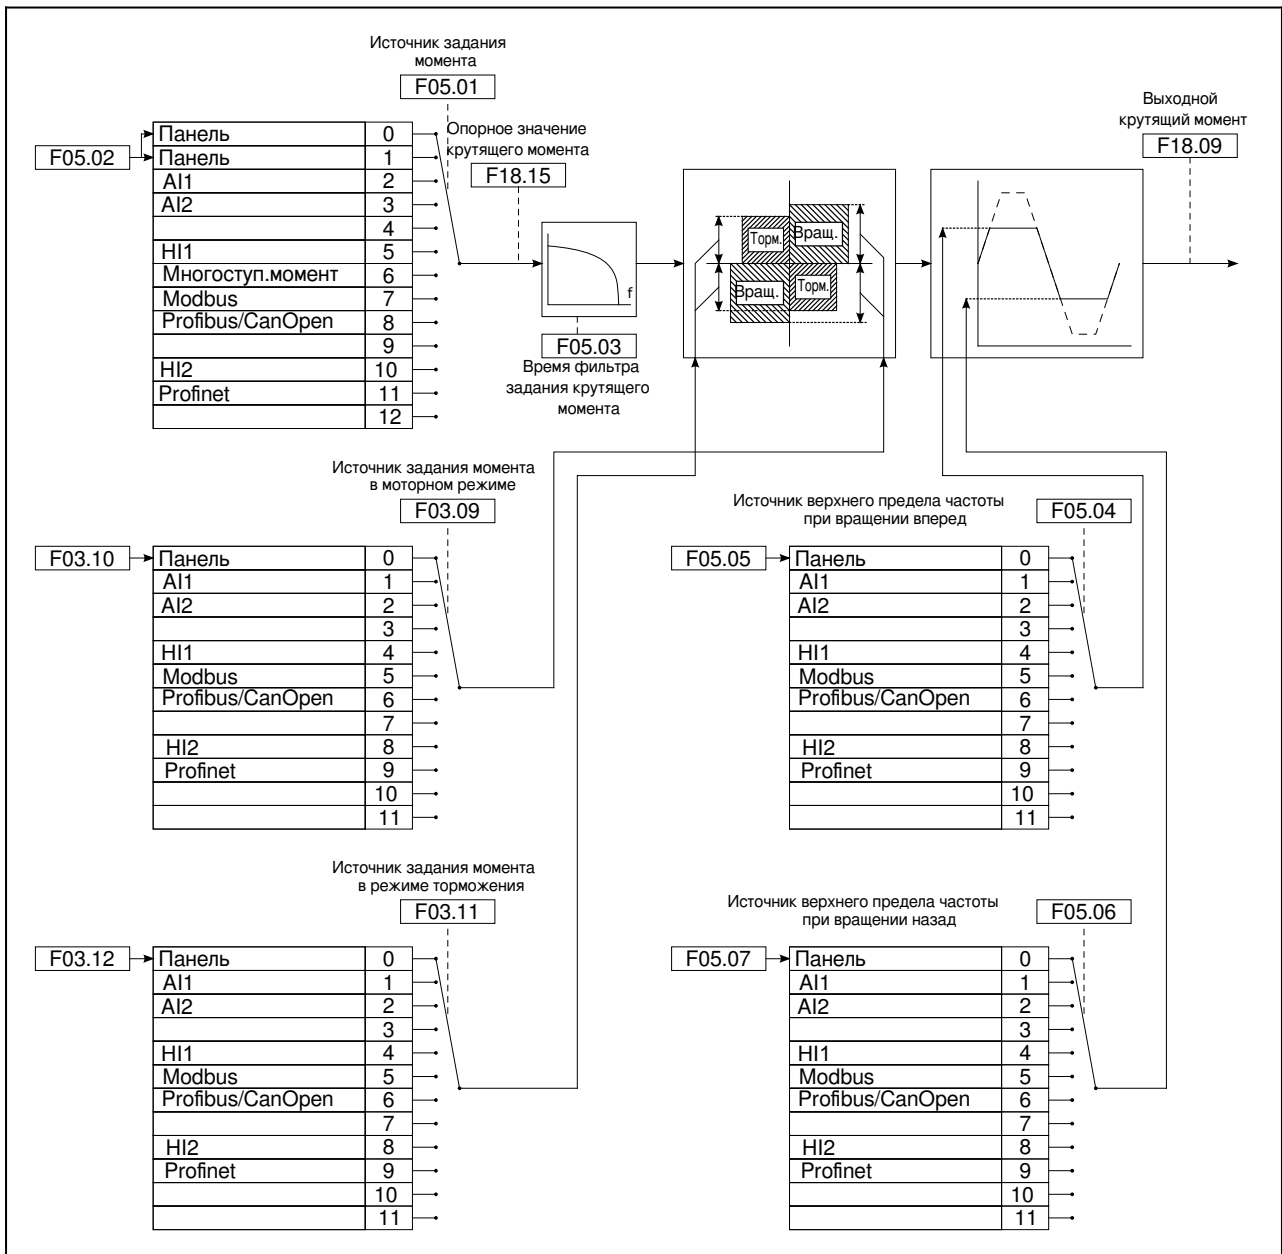 Источник задания
момента
F05.01
F05.02
Панель 0
Панель 1
AI1 2
AI2 3
4
HI1 5
Многоступ.момент 6
Modbus 7
Profibus/CanOpen 8
9
HI2 10
Profinet 11
12
Опорное значение
крутящего момента
F18.15
f
F05.03
Время фильтра
задания крутящего
момента
Торм.
Вращ.
Вращ.
Торм.
Выходной
крутящий момент
F18.09
Источник задания момента
в моторном режиме
F03.09
F03.10
Панель 0
AI1 1
AI2 2
3
HI1 4
Modbus 5
Profibus/CanOpen 6
7
HI2 8
Profinet 9
10
11
Источник верхнего предела частоты
при вращении вперед
F05.04
F05.05
Панель 0
AI1 1
AI2 2
3
HI1 4
Modbus 5
Profibus/CanOpen 6
7
HI2 8
Profinet 9
10
11
Источник задания момента
в режиме торможения
F03.11
F03.12
Панель 0
AI1 1
AI2 2
3
HI1 4
Modbus 5
Profibus/CanOpen 6
7
HI2 8
Profinet 9
10
11
Источник верхнего предела частоты
при вращении назад
F05.06
F05.07
Панель 0
AI1 1
AI2 2
3
HI1 4
Modbus 5
Profibus/CanOpen 6
7
HI2 8
Profinet 9
10
11